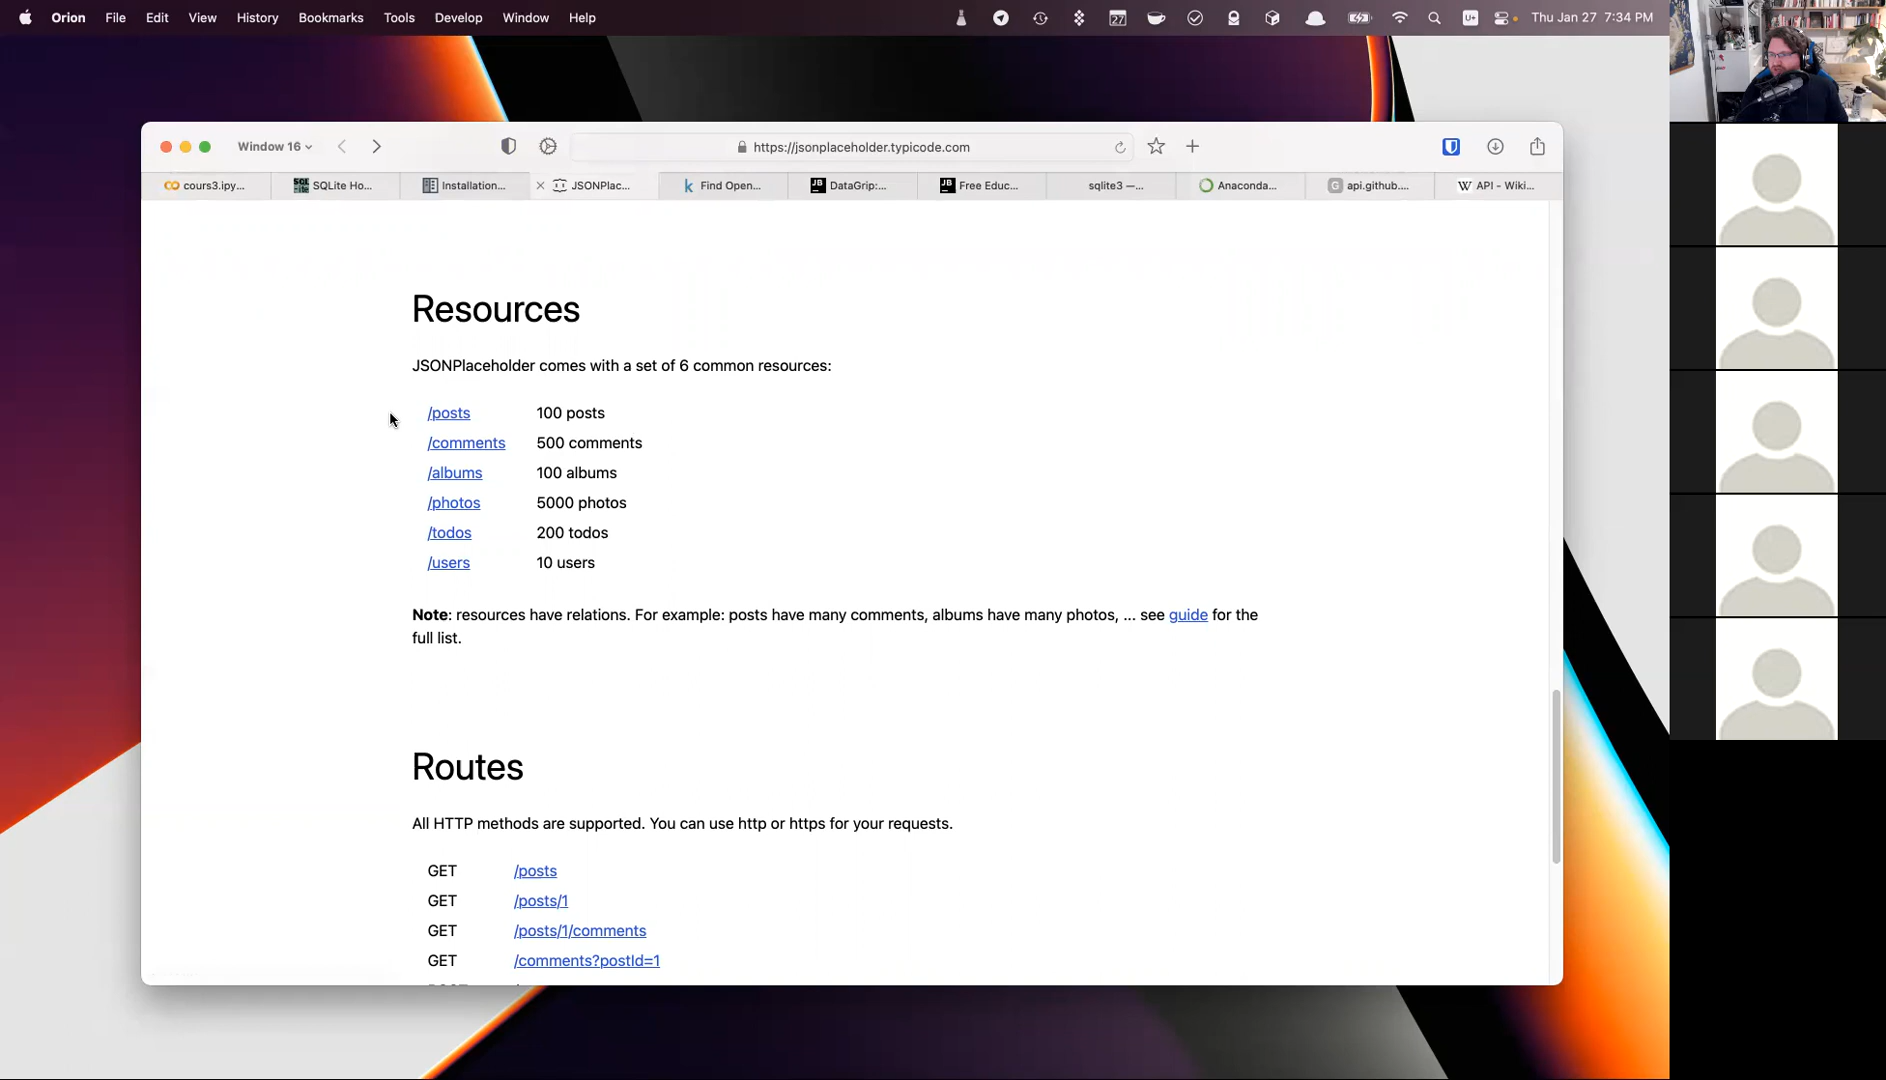 Orion File Edit View History Bookmarks Tools Develop Window Help 27 U+ Thu Jan 27 7:34 PM
Window 16 https://jsonplaceholder.typicode.com
cours3.ipy... SQLite Ho... Installation... JSONPlac... Find Open... DataGrip:... Free Educ... sqlite3 —... Anaconda... api.github.... API - Wiki...
Resources
JSONPlaceholder comes with a set of 6 common resources:
/posts 100 posts
/comments 500 comments
/albums 100 albums
/photos 5000 photos
/todos 200 todos
/users 10 users
Note: resources have relations. For example: posts have many comments, albums have many photos, ... see guide for the
full list.
Routes
All HTTP methods are supported. You can use http or https for your requests.
GET /posts
GET /posts/1
GET /posts/1/comments
GET /comments?postId=1